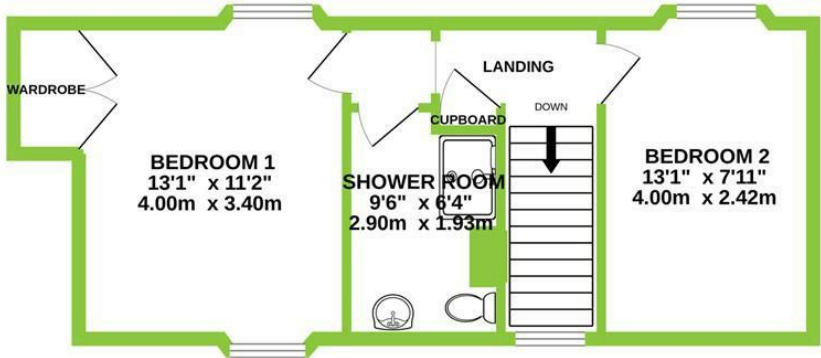 WARDROBE
BEDROOM 1
13'1" x 11'2"
4.00m x 3.40m
SHOWER ROOM
9'6" x 6'4"
2.90m x 1.93m
CUPBOARD
LANDING
DOWN
BEDROOM 2
13'1" x 7'11"
4.00m x 2.42m